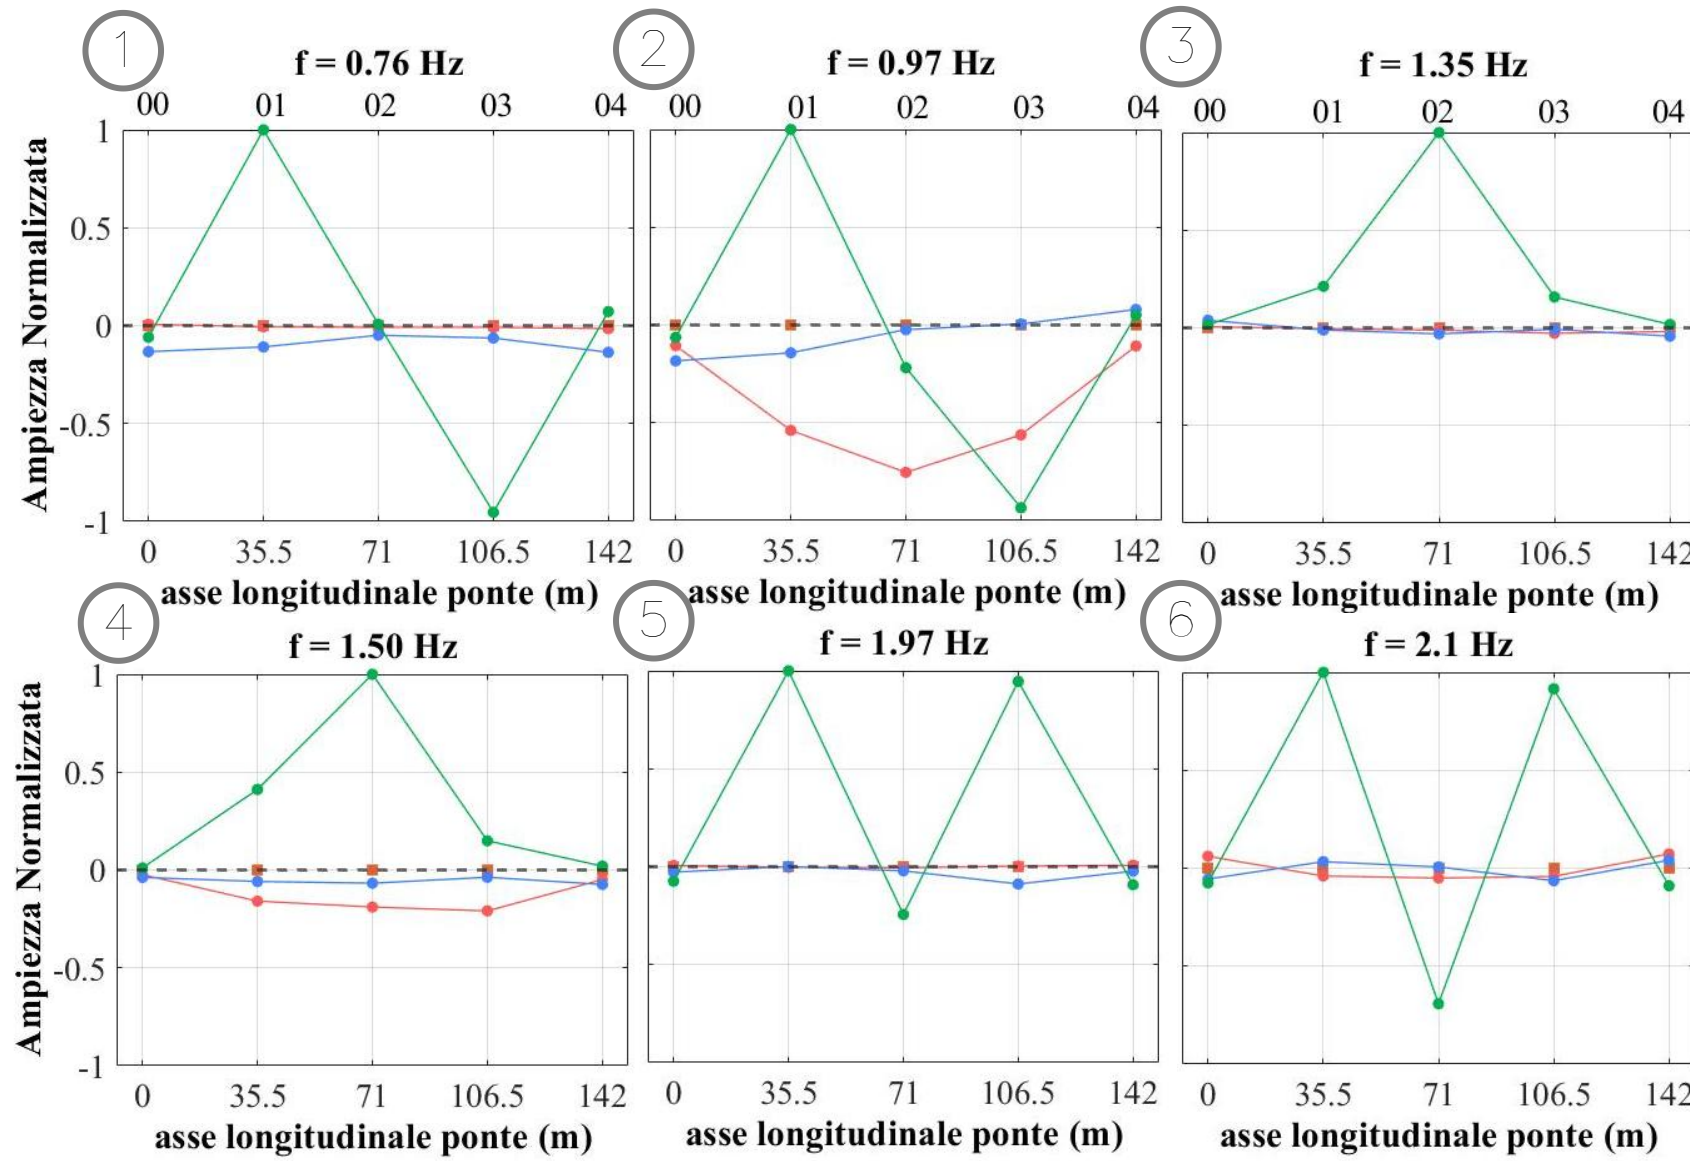 1 2 3
f = 0.76 Hz f = 0.97 Hz f = 1.35 Hz
00 01 02 03 04 00 01 02 03 04 00 01 02 03 04
1
0.5
0
-0.5
-1
Ampiezza Normalizzata
0 35.5 71 106.5 142 0 35.5 71 106.5 142 0 35.5 71 106.5 142
asse longitudinale ponte (m) asse longitudinale ponte (m) asse longitudinale ponte (m)
4 5 6
f = 1.50 Hz f = 1.97 Hz f = 2.1 Hz
1
0.5
0
-0.5
-1
Ampiezza Normalizzata
0 35.5 71 106.5 142 0 35.5 71 106.5 142 0 35.5 71 106.5 142
asse longitudinale ponte (m) asse longitudinale ponte (m) asse longitudinale ponte (m)